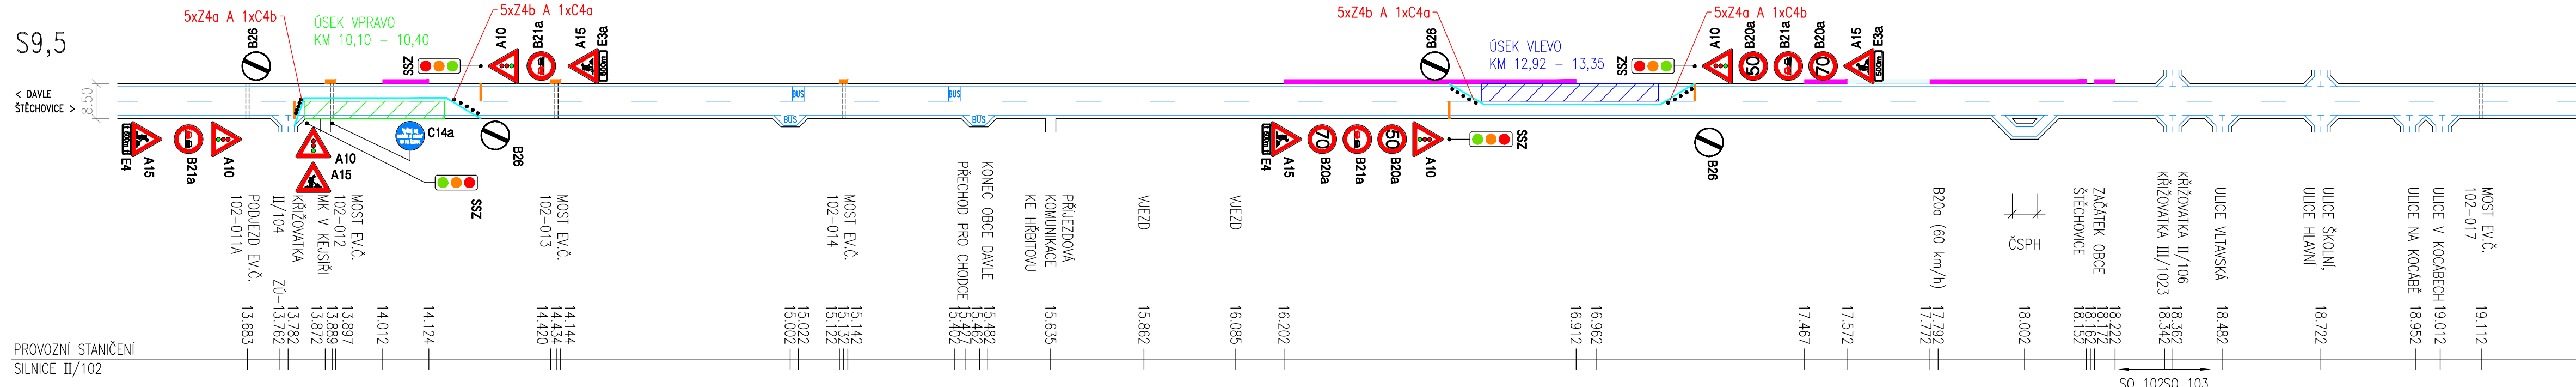 S9,5
< DAVLE
ŠTĚCHOVICE >
8.50
5xZ4a A 1xC4b
ÚSEK VPRAVO
KM 10,10 - 10,40
5xZ4b A 1xC4a
B26
SSZ
A10
B21a
A15
E3a
500m
5xZ4b A 1xC4a
ÚSEK VLEVO
KM 12,92 - 13,35
5xZ4a A 1xC4b
B26
SSZ
A10
B20a
B21a
B20a
A15
E3a
50
70
500m
BUS
BUS
BUS
BUS
E4
A15
B21a
A10
A10
A15
C14a
B26
SSZ
E4
A15
B20a
B21a
B20a
A10
70
50
SSZ
B26
PODJEZD EV.Č.
102-011A
KŘIŽOVATKA
II/104
MK V KEJSÍŘI
MOST EV.Č.
102-012
MOST EV.Č.
102-013
MOST EV.Č.
102-014
PŘECHOD PRO CHODCE
KONEC OBCE DAVLE
PŘÍJEZDOVÁ
KOMUNIKACE
KE HŘBITOVU
VJEZD
VJEZD
B20a (60 km/h)
ČSPH
ZAČÁTEK OBCE
ŠTĚCHOVICE
KŘIŽOVATKA III/1023
KŘIŽOVATKA II/106
ULICE VLTAVSKÁ
ULICE ŠKOLNÍ,
ULICE HLAVNÍ
ULICE NA KOCÁBĚ
ULICE V KOCÁBECH
MOST EV.Č.
102-017
13.683
ZÚ-13.762
13.782
13.872
13.889
13.897
14.012
14.124
14.420
14.434
14.144
15.002
15.022
15.122
15.132
15.142
15.402
15.427
15.462
15.482
15.635
15.862
16.085
16.202
16.912
16.962
17.467
17.572
17.772
17.792
18.002
18.152
18.162
18.172
18.222
18.342
18.362
18.482
18.722
18.952
19.012
19.112
PROVOZNÍ STANIČENÍ
SILNICE II/102
SO 102
SO 103